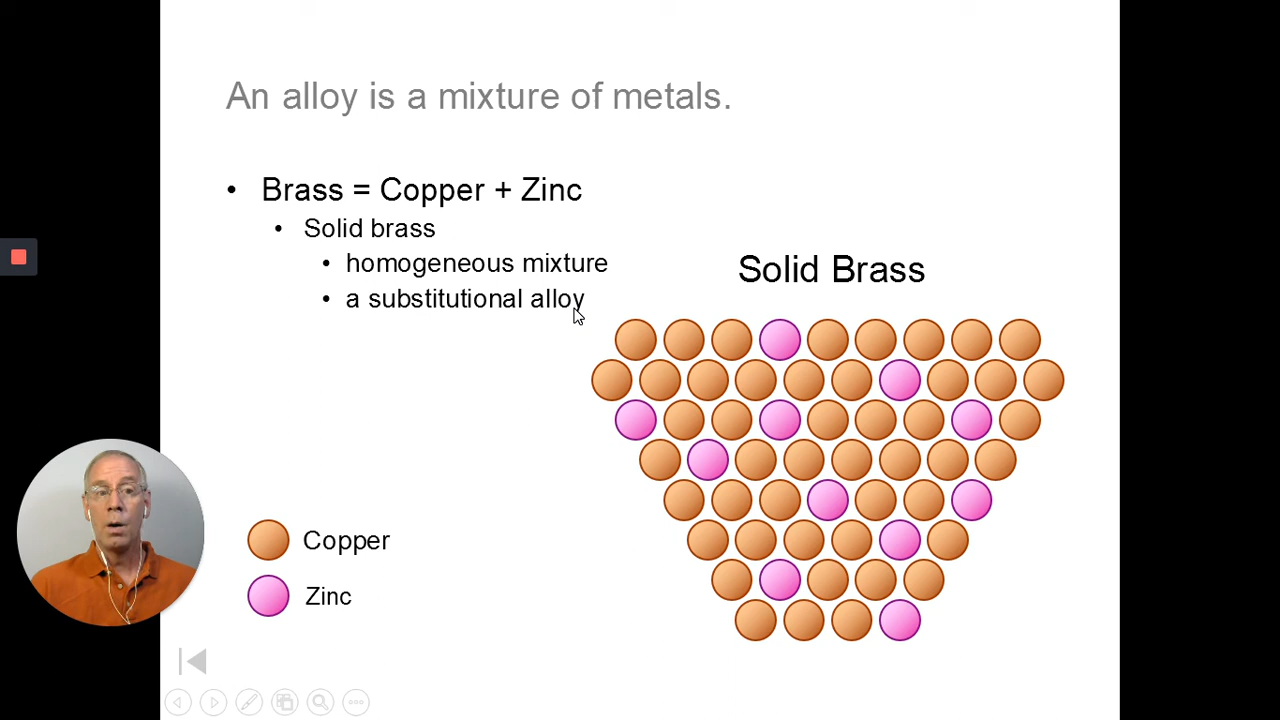 An alloy is a mixture of metals.
• Brass = Copper + Zinc
• Solid brass
• homogeneous mixture
• a substitutional alloy
Solid Brass
Copper
Zinc